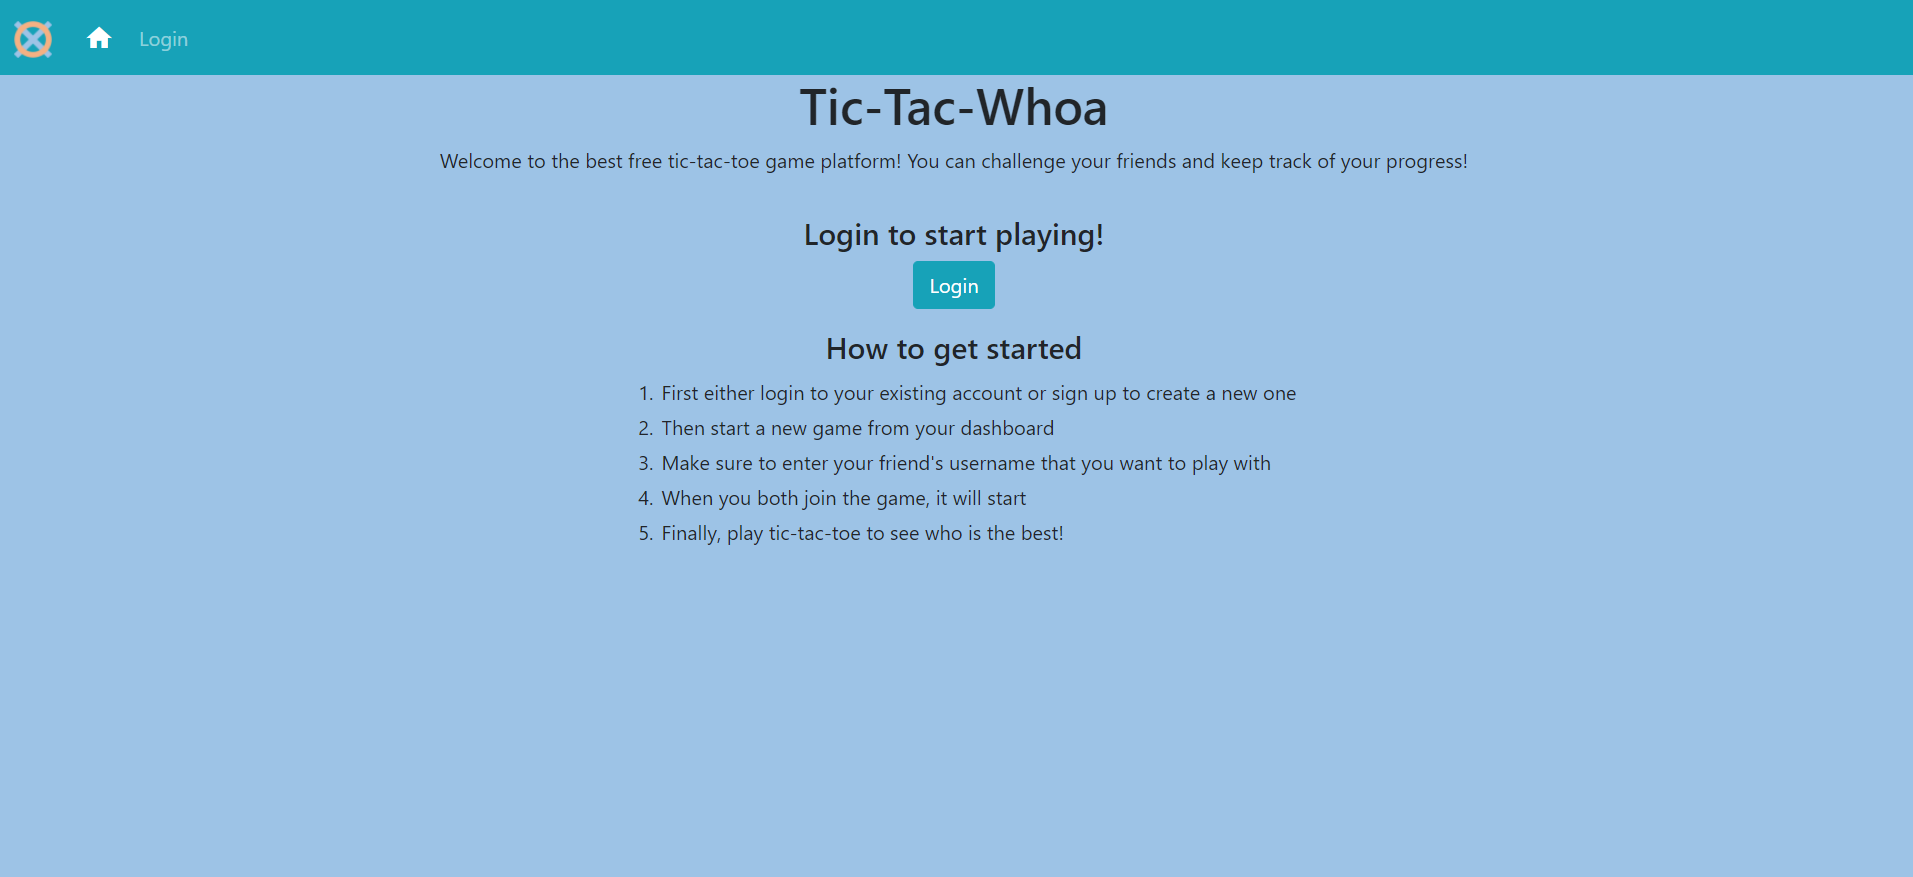 Login
Tic-Tac-Whoa
Welcome to the best free tic-tac-toe game platform! You can challenge your friends and keep track of your progress!
Login to start playing!
Login
How to get started
1. First either login to your existing account or sign up to create a new one
2. Then start a new game from your dashboard
3. Make sure to enter your friend's username that you want to play with
4. When you both join the game, it will start
5. Finally, play tic-tac-toe to see who is the best!